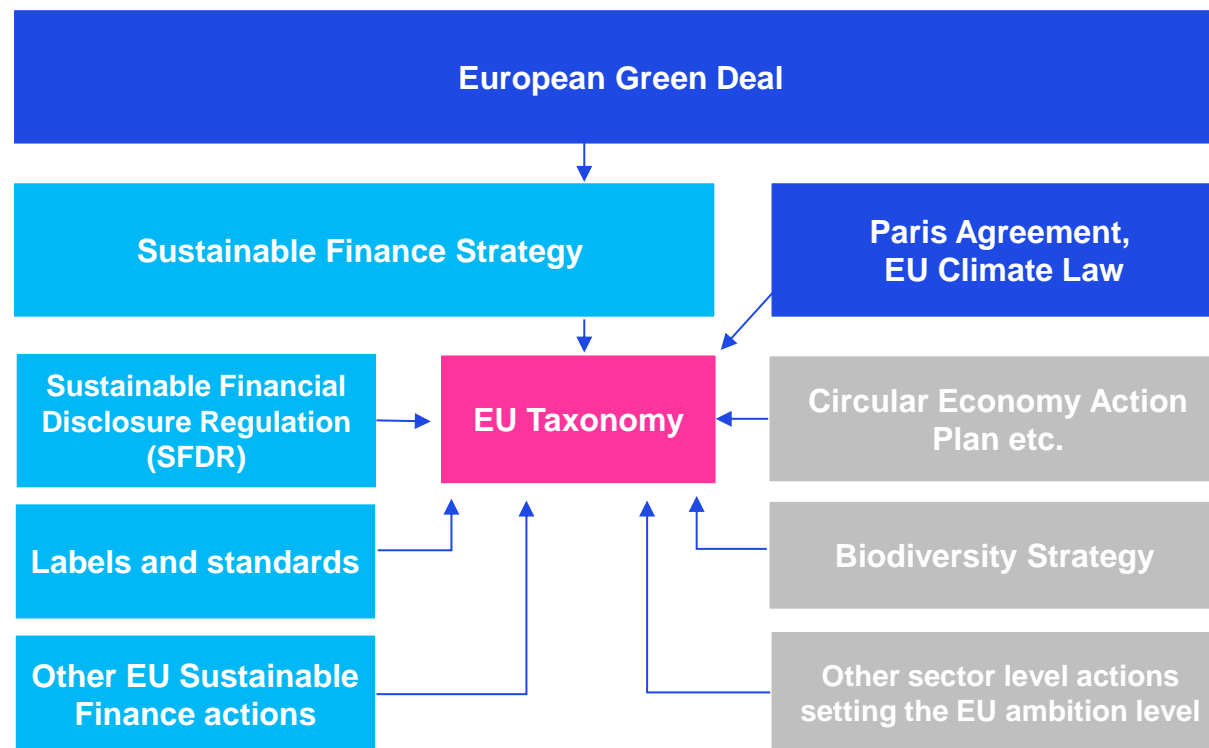 European Green Deal
Sustainable Finance Strategy
Paris Agreement,
EU Climate Law
Sustainable Financial
Disclosure Regulation
(SFDR)
EU Taxonomy
Circular Economy Action
Plan etc.
Labels and standards
Biodiversity Strategy
Other EU Sustainable
Finance actions
Other sector level actions
setting the EU ambition level